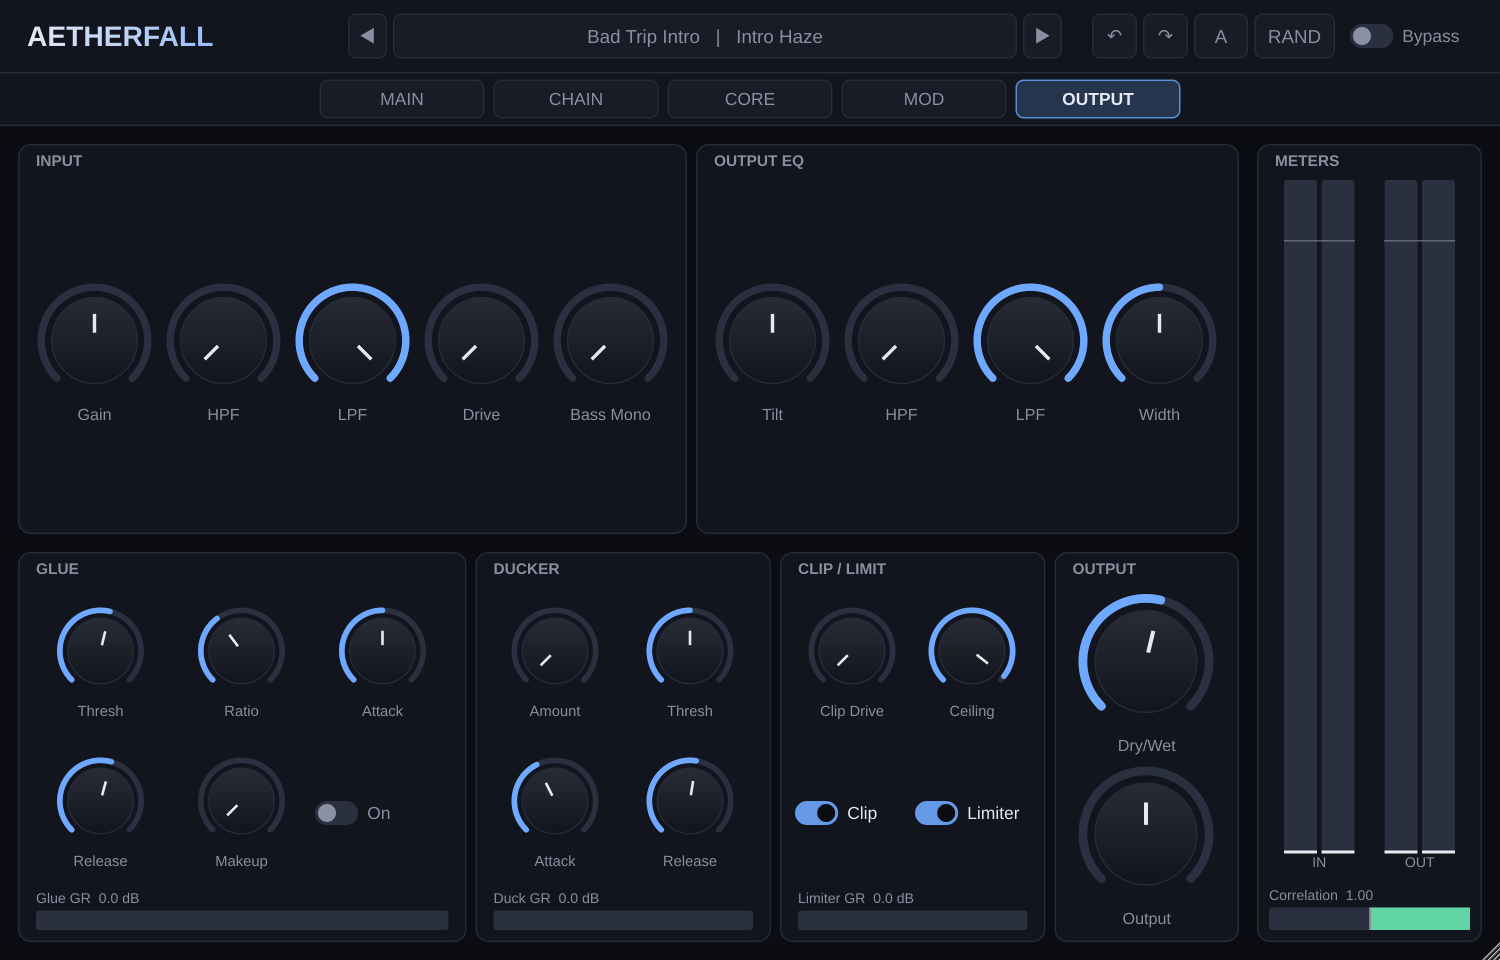 AETHERFALL
Bad Trip Intro | Intro Haze
A
RAND
Bypass
MAIN
CHAIN
CORE
MOD
OUTPUT
INPUT
Gain
HPF
LPF
Drive
Bass Mono
OUTPUT EQ
Tilt
HPF
LPF
Width
METERS
IN
OUT
Correlation 1.00
GLUE
Thresh
Ratio
Attack
Release
Makeup
On
Glue GR 0.0 dB
DUCKER
Amount
Thresh
Attack
Release
Duck GR 0.0 dB
CLIP / LIMIT
Clip Drive
Ceiling
Clip
Limiter
Limiter GR 0.0 dB
OUTPUT
Dry/Wet
Output